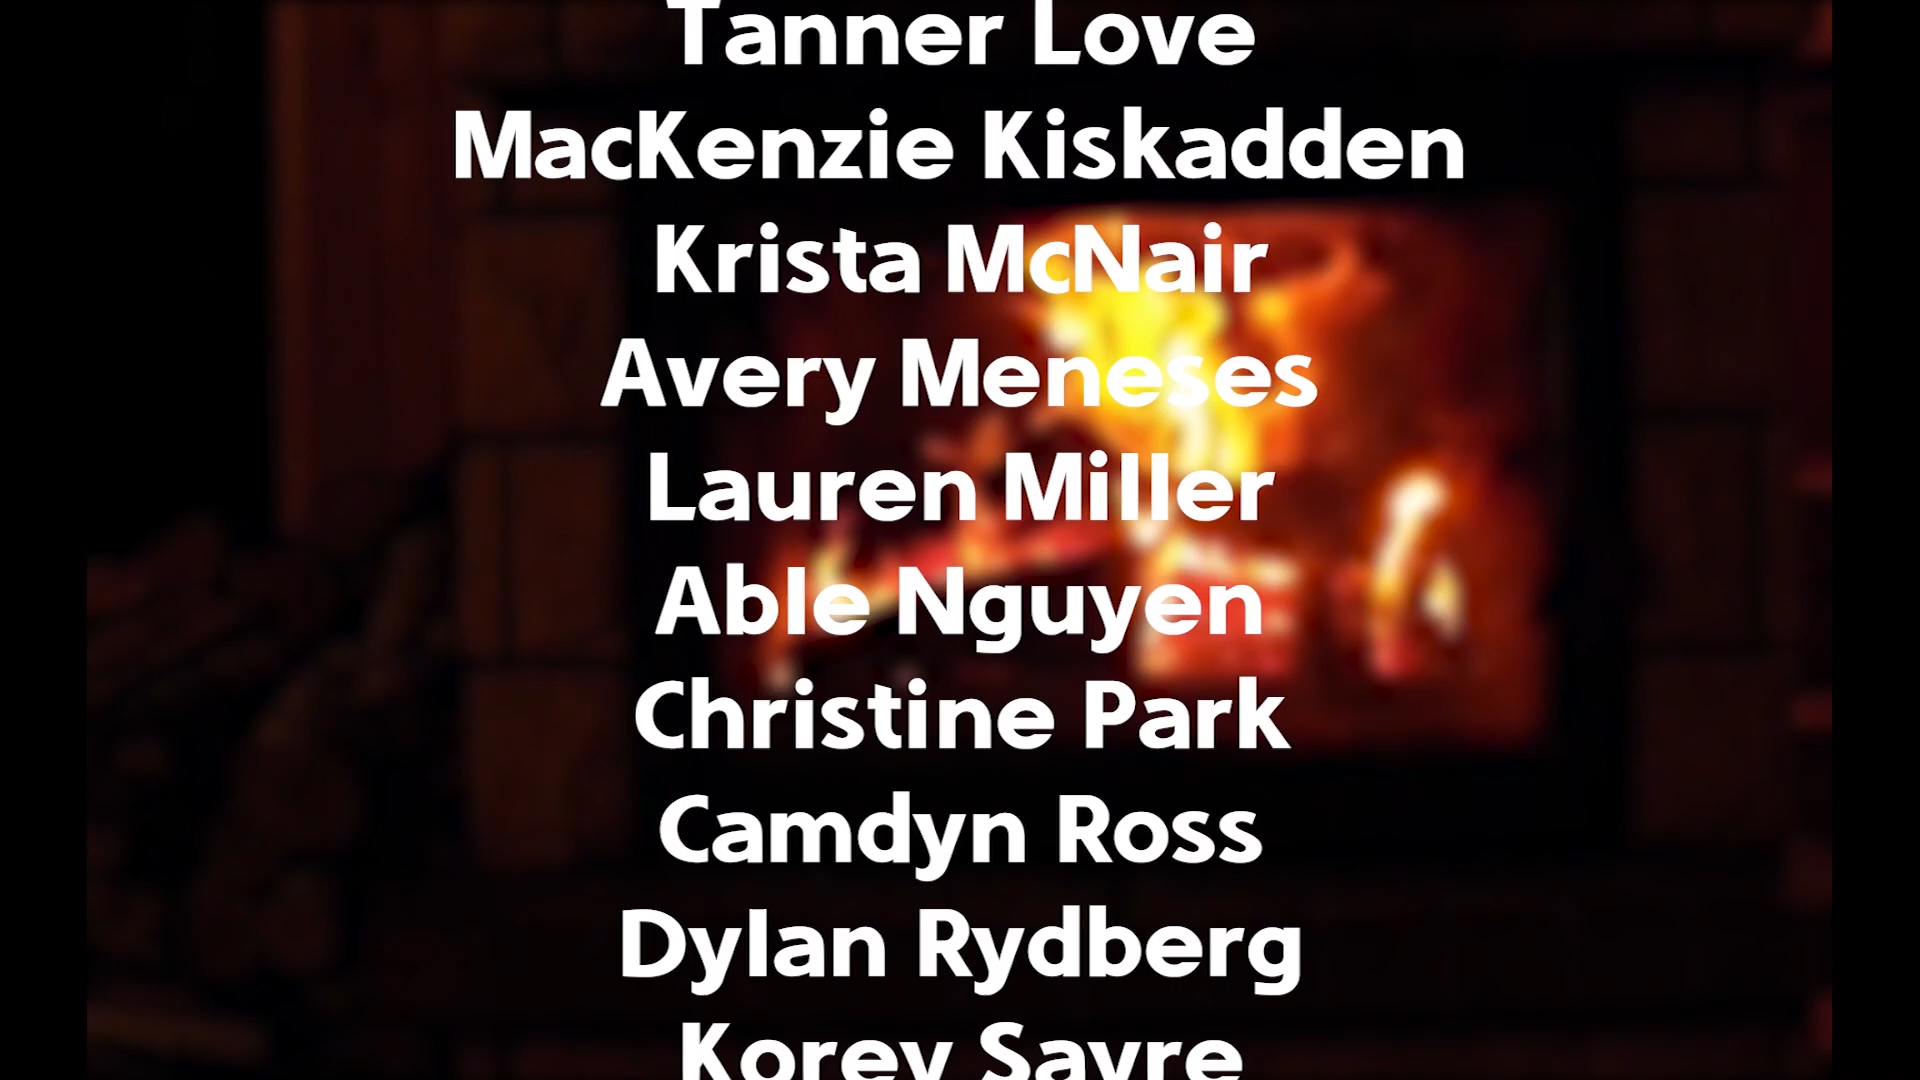 Tanner Love
MacKenzie Kiskadden
Krista McNair
Avery Meneses
Lauren Miller
Able Nguyen
Christine Park
Camdyn Ross
Dylan Rydberg
Korey Sayre